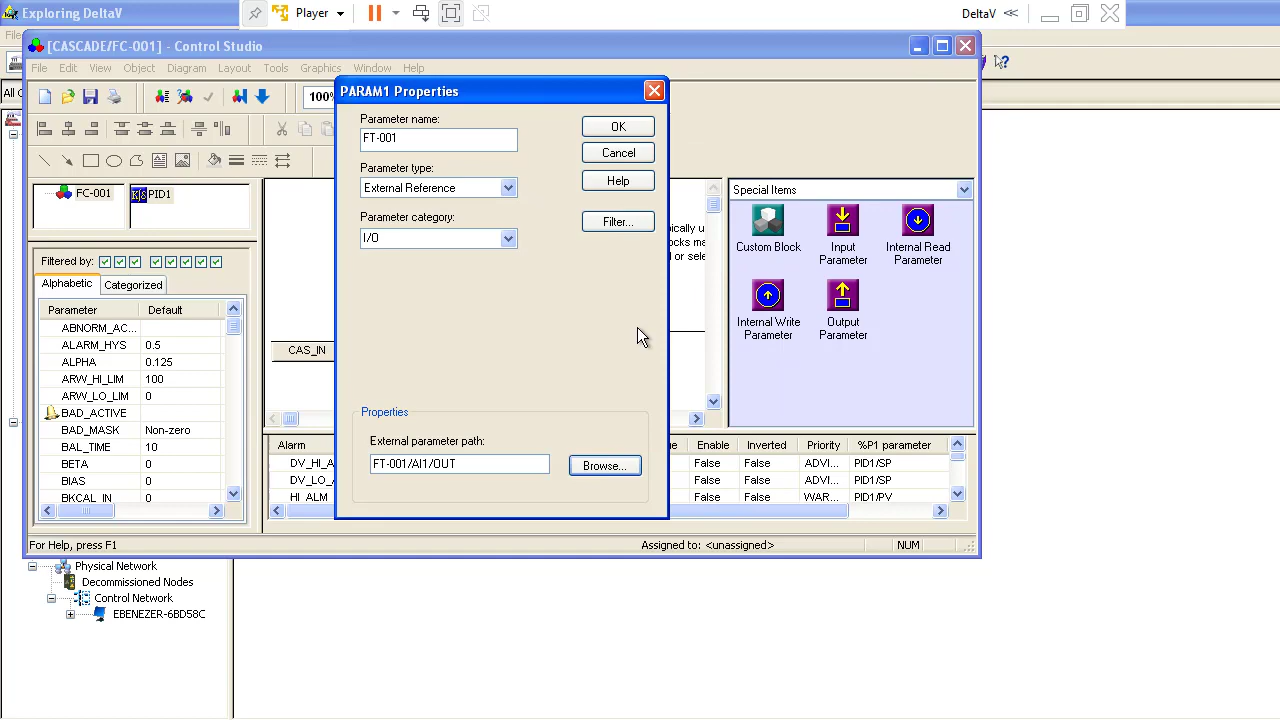 Exploring DeltaV
Player
DeltaV
[CASCADE/FC-001] - Control Studio
File Edit View Object Diagram Layout Tools Graphics Window Help
100%
PARAM1 Properties
Parameter name:
FT-001
Parameter type:
External Reference
Parameter category:
I/O
OK
Cancel
Help
Filter...
Properties
External parameter path:
FT-001/AI1/OUT
Browse...
FC-001
PID1
Filtered by:
Alphabetic
Categorized
Parameter Default
ABNORM_AC...
ALARM_HYS 0.5
ALPHA 0.125
ARW_HI_LIM 100
ARW_LO_LIM 0
BAD_ACTIVE
BAD_MASK Non-zero
BAL_TIME 10
BETA 0
BIAS 0
BKCAL_IN 0
CAS_IN
Special Items
Custom Block
Input Parameter
Internal Read Parameter
Internal Write Parameter
Output Parameter
Alarm Enable Inverted Priority %P1 parameter
DV_HI_A False False ADVI... PID1/SP
DV_LO_A False False ADVI... PID1/SP
HI_ALM False False WAR... PID1/PV
For Help, press F1
Assigned to: <unassigned>
NUM
Physical Network
Decommissioned Nodes
Control Network
EBENEZER-6BD58C